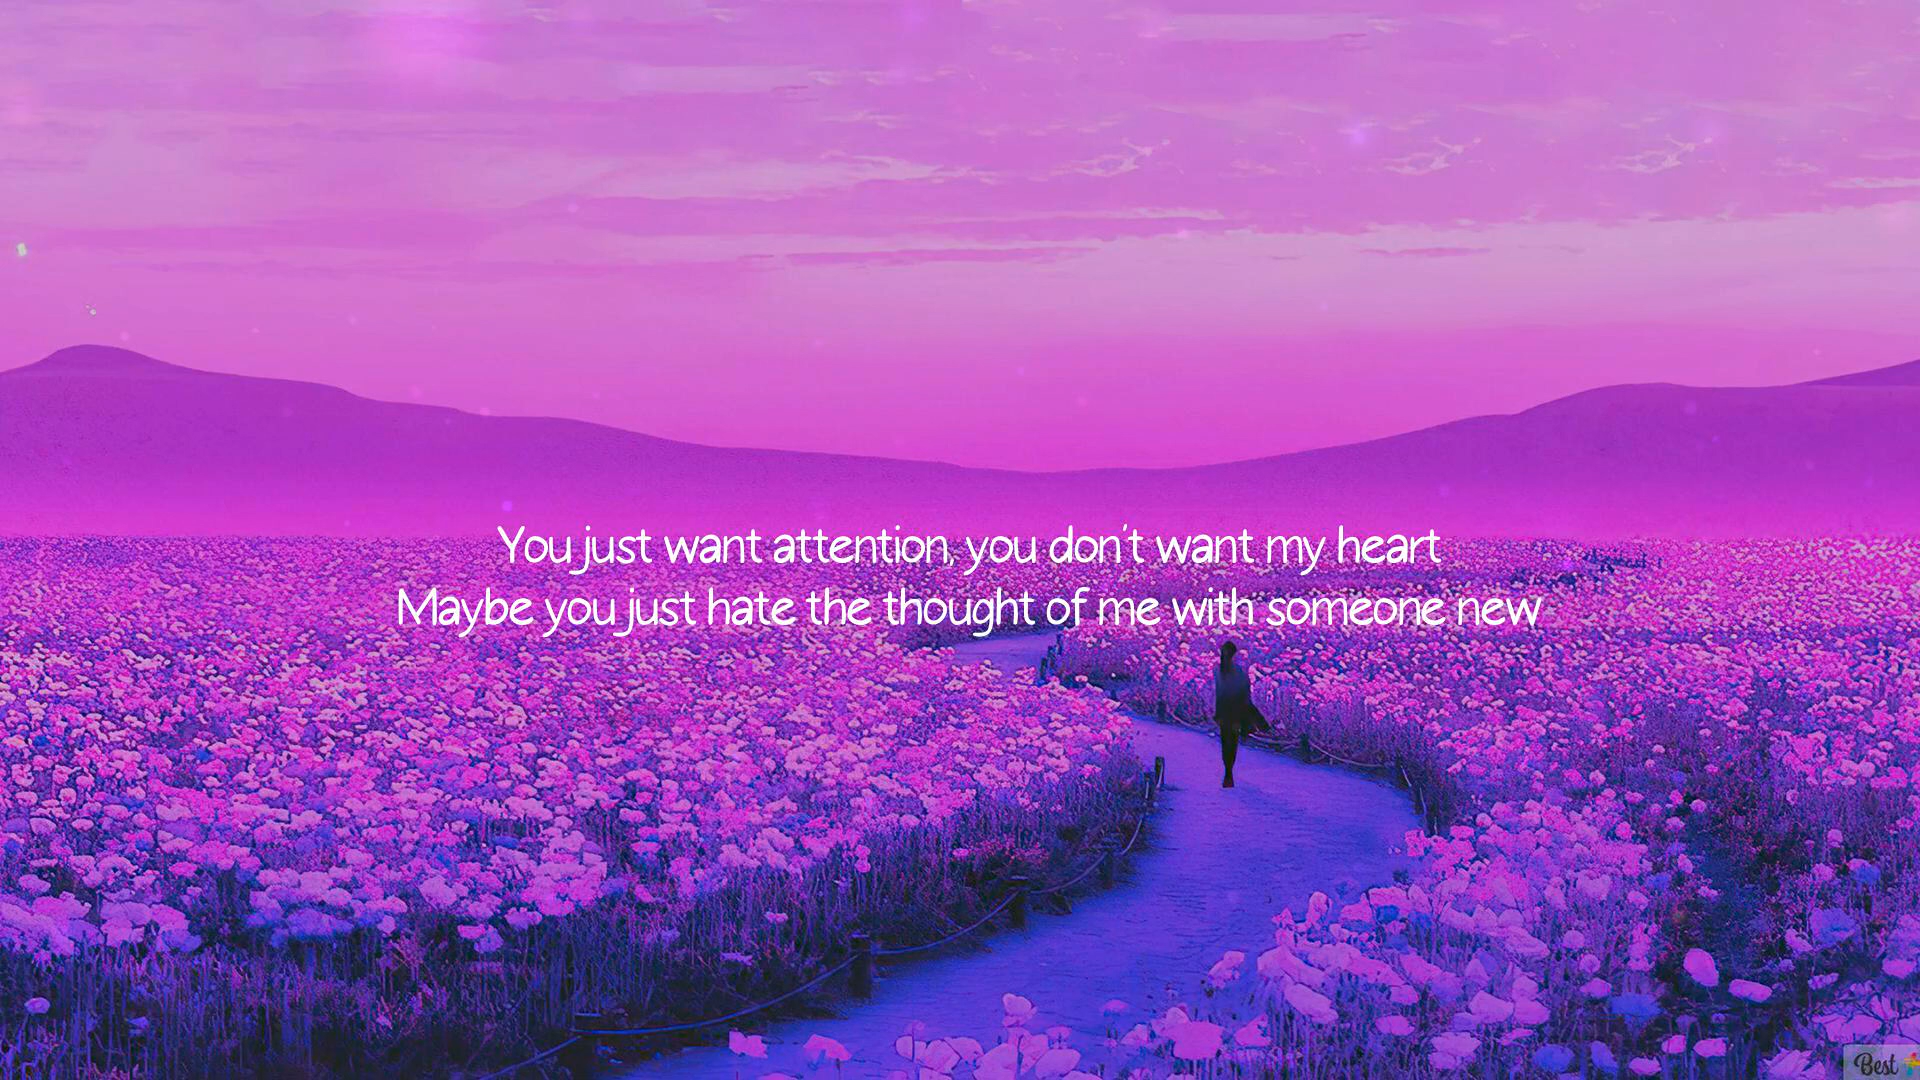 You just want attention, you don't want my heart
Maybe you just hate the thought of me with someone new
Best